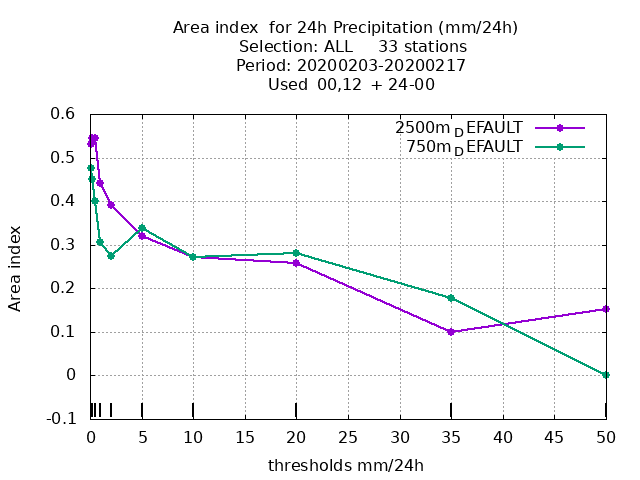 Area index  for 24h Precipitation (mm/24h)
Selection: ALL     33 stations
Period: 20200203-20200217
Used  00,12  + 24-00
2500m_DEFAULT
750m_DEFAULT
0.6
0.5
0.4
0.3
0.2
0.1
0
-0.1
Area index
0 5 10 15 20 25 30 35 40 45 50
thresholds mm/24h